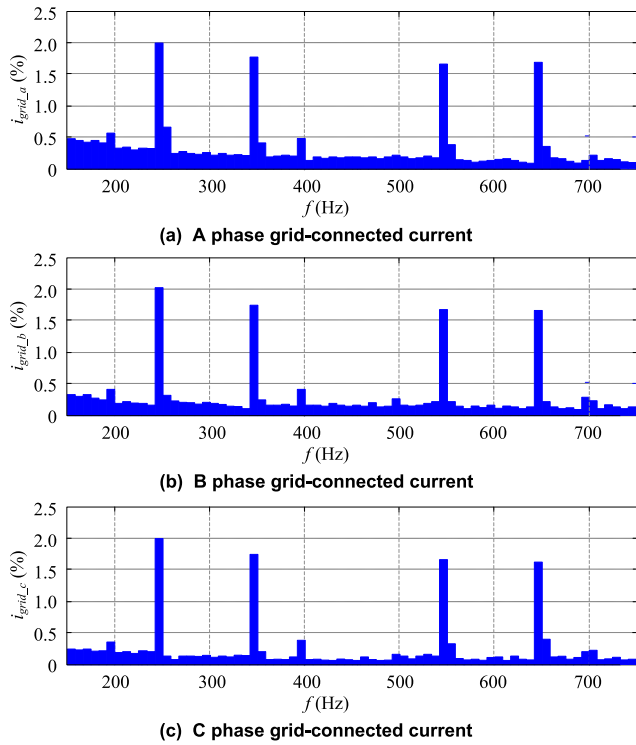 2.5
2.0
1.5
1.0
0.5
0
i_grid_a (%)
200 300 400 500 600 700
f (Hz)
(a) A phase grid-connected current
2.5
2.0
1.5
1.0
0.5
0
i_grid_b (%)
200 300 400 500 600 700
f (Hz)
(b) B phase grid-connected current
2.5
2.0
1.5
1.0
0.5
0
i_grid_c (%)
200 300 400 500 600 700
f (Hz)
(c) C phase grid-connected current